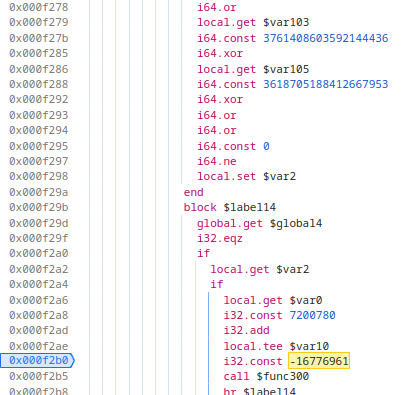 0x000f278 i64.or
0x000f279 local.get $var103
0x000f27b i64.const 3761408603592144436
0x000f285 i64.xor
0x000f286 local.get $var105
0x000f288 i64.const 3618705188412667953
0x000f292 i64.xor
0x000f293 i64.or
0x000f294 i64.or
0x000f295 i64.const 0
0x000f297 i64.ne
0x000f298 local.set $var2
0x000f29a end
0x000f29b block $label14
0x000f29d global.get $global4
0x000f29f i32.eqz
0x000f2a0 if
0x000f2a2 local.get $var2
0x000f2a4 if
0x000f2a6 local.get $var0
0x000f2a8 i32.const 7200780
0x000f2ad i32.add
0x000f2ae local.tee $var10
0x000f2b0 i32.const -16776961
0x000f2b5 call $func300
0x000f2b8 br $label14